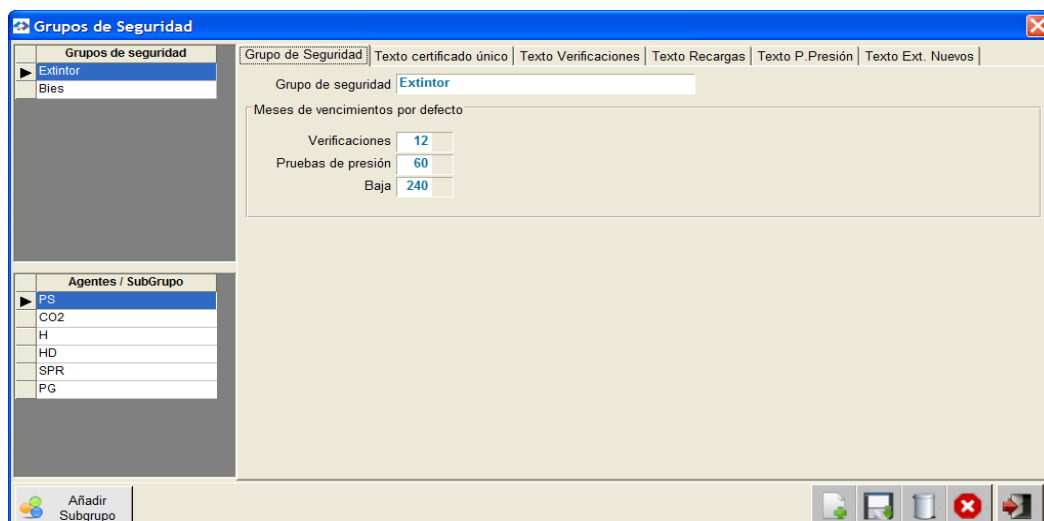 Grupos de Seguridad
Grupos de seguridad
Extintor
Bies
Agentes / SubGrupo
PS
CO2
H
HD
SPR
PG
Grupo de Seguridad Texto certificado único Texto Verificaciones Texto Recargas Texto P.Presión Texto Ext. Nuevos
Grupo de seguridad Extintor
Meses de vencimientos por defecto
Verificaciones 12
Pruebas de presión 60
Baja 240
Añadir
Subgrupo